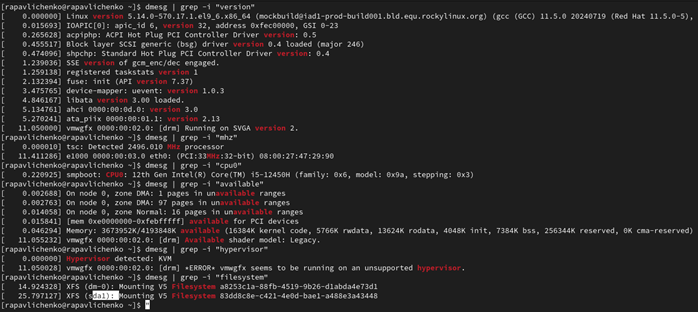 [rapavlichenko@rapavlichenko ~]$ dmesg | grep -i "version"
[    0.000000] Linux version 5.14.0-570.17.1.el9_6.x86_64 (mockbuild@iad1-prod-build001.bld.equ.rockylinux.org) (gcc (GCC) 11.5.0 20240719 (Red Hat 11.5.0-5),
[    0.015693] IOAPIC[0]: apic_id 6, version 32, address 0xfec00000, GSI 0-23
[    0.265628] acpiphp: ACPI Hot Plug PCI Controller Driver version: 0.5
[    0.455517] Block layer SCSI generic (bsg) driver version 0.4 loaded (major 246)
[    0.474096] shpchp: Standard Hot Plug PCI Controller Driver version: 0.4
[    1.239036] SSE version of gcm_enc/dec engaged.
[    1.259138] registered taskstats version 1
[    2.132394] fuse: init (API version 7.37)
[    3.475765] device-mapper: uevent: version 1.0.3
[    4.846167] libata version 3.00 loaded.
[    5.134761] ahci 0000:00:0d.0: version 3.0
[    5.270241] ata_piix 0000:00:01.1: version 2.13
[   11.050000] vmwgfx 0000:00:02.0: [drm] Running on SVGA version 2.
[rapavlichenko@rapavlichenko ~]$ dmesg | grep -i "mhz"
[    0.000010] tsc: Detected 2496.010 MHz processor
[   11.411286] e1000 0000:00:03.0 eth0: (PCI:33MHz:32-bit) 08:00:27:47:29:90
[rapavlichenko@rapavlichenko ~]$ dmesg | grep -i "cpu0"
[    0.220925] smpboot: CPU0: 12th Gen Intel(R) Core(TM) i5-12450H (family: 0x6, model: 0x9a, stepping: 0x3)
[rapavlichenko@rapavlichenko ~]$ dmesg | grep -i "available"
[    0.002688] On node 0, zone DMA: 1 pages in unavailable ranges
[    0.002763] On node 0, zone DMA: 97 pages in unavailable ranges
[    0.014058] On node 0, zone Normal: 16 pages in unavailable ranges
[    0.015841] [mem 0xe0000000-0xfebfffff] available for PCI devices
[    0.046294] Memory: 3673952K/4193848K available (16384K kernel code, 5766K rwdata, 13624K rodata, 4048K init, 7384K bss, 256344K reserved, 0K cma-reserved)
[   11.055232] vmwgfx 0000:00:02.0: [drm] Available shader model: Legacy.
[rapavlichenko@rapavlichenko ~]$ dmesg | grep -i "hypervisor"
[    0.000000] Hypervisor detected: KVM
[   11.050028] vmwgfx 0000:00:02.0: [drm] *ERROR* vmwgfx seems to be running on an unsupported hypervisor.
[rapavlichenko@rapavlichenko ~]$ dmesg | grep -i "filesystem"
[   14.924328] XFS (dm-0): Mounting V5 Filesystem a8253c1a-88fb-4519-9b26-d1abda4e73d1
[   25.797127] XFS (sda1): Mounting V5 Filesystem 83dd8c8e-c421-4e0d-bae1-a488e3a43448
[rapavlichenko@rapavlichenko ~]$